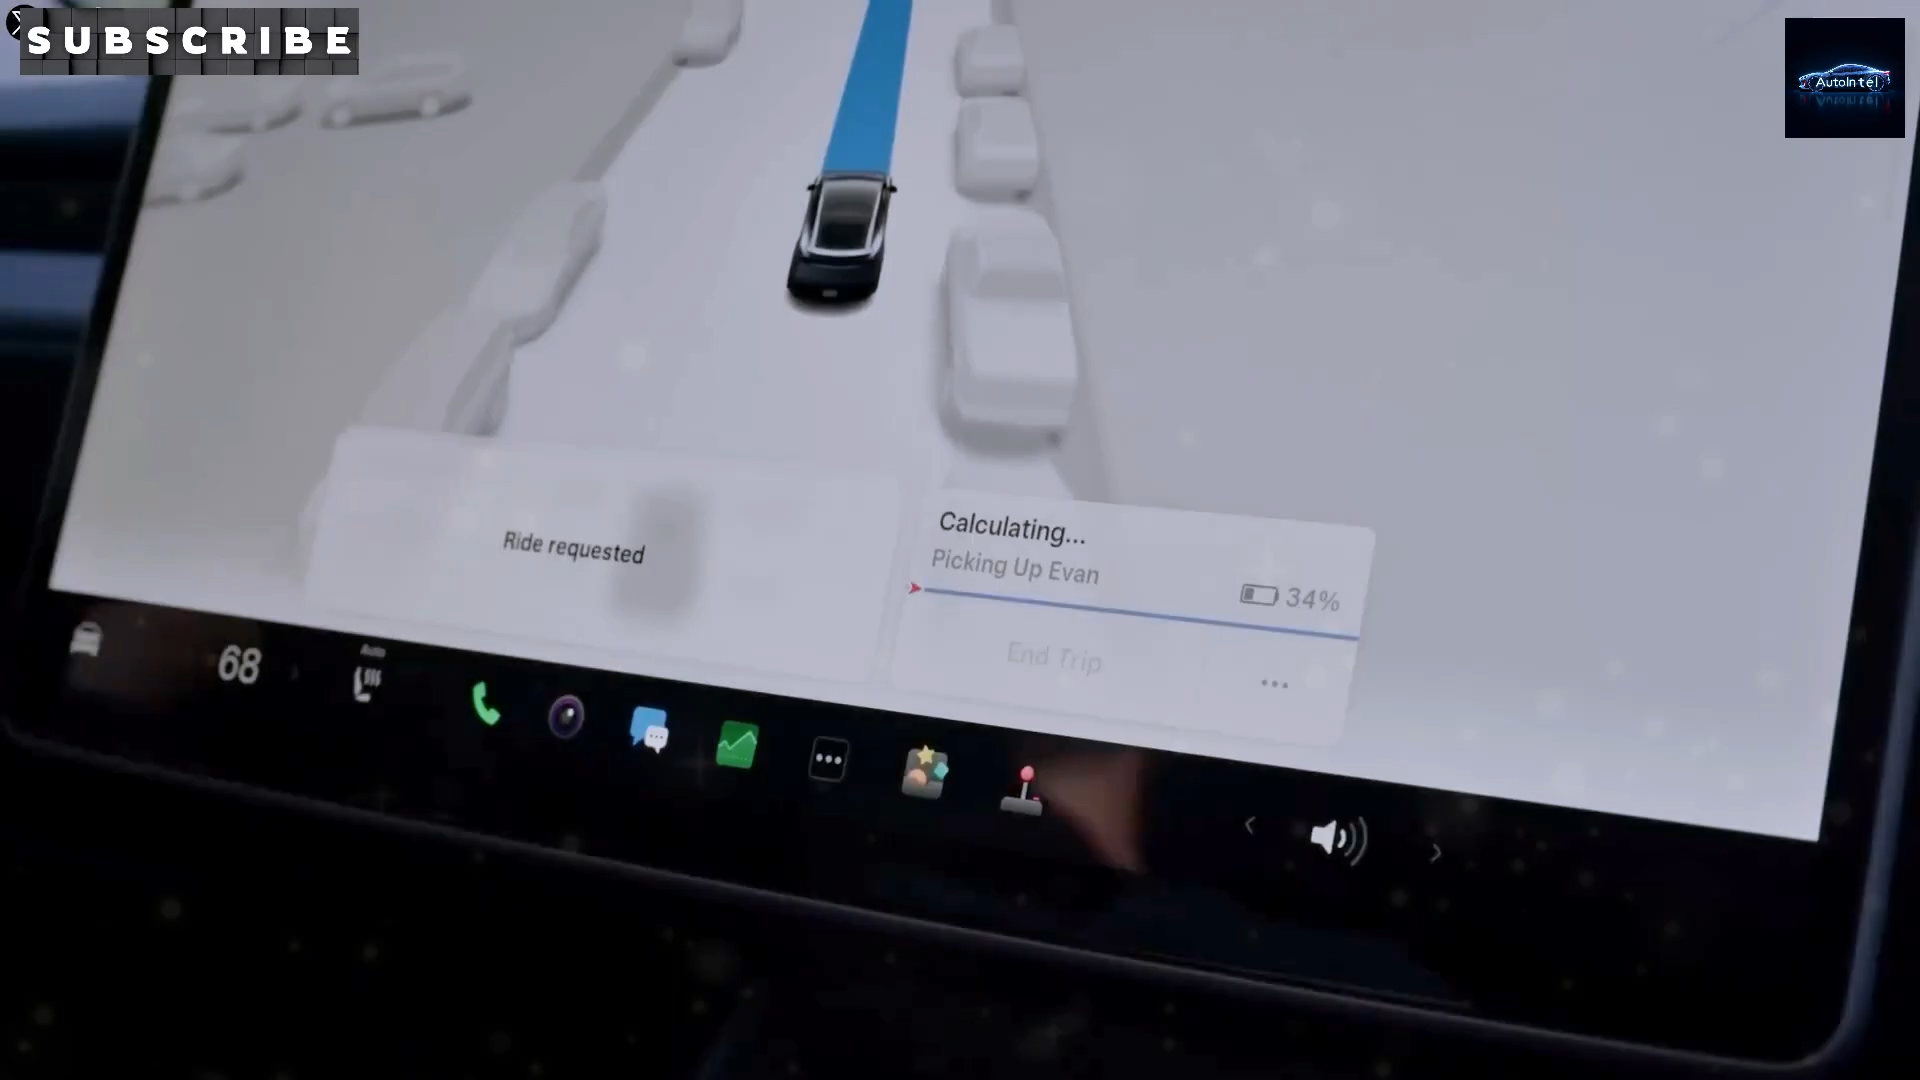 SUBSCRIBE
AutoIntel
Ride requested
Calculating...
Picking Up Evan
34%
End Trip
68
Auto